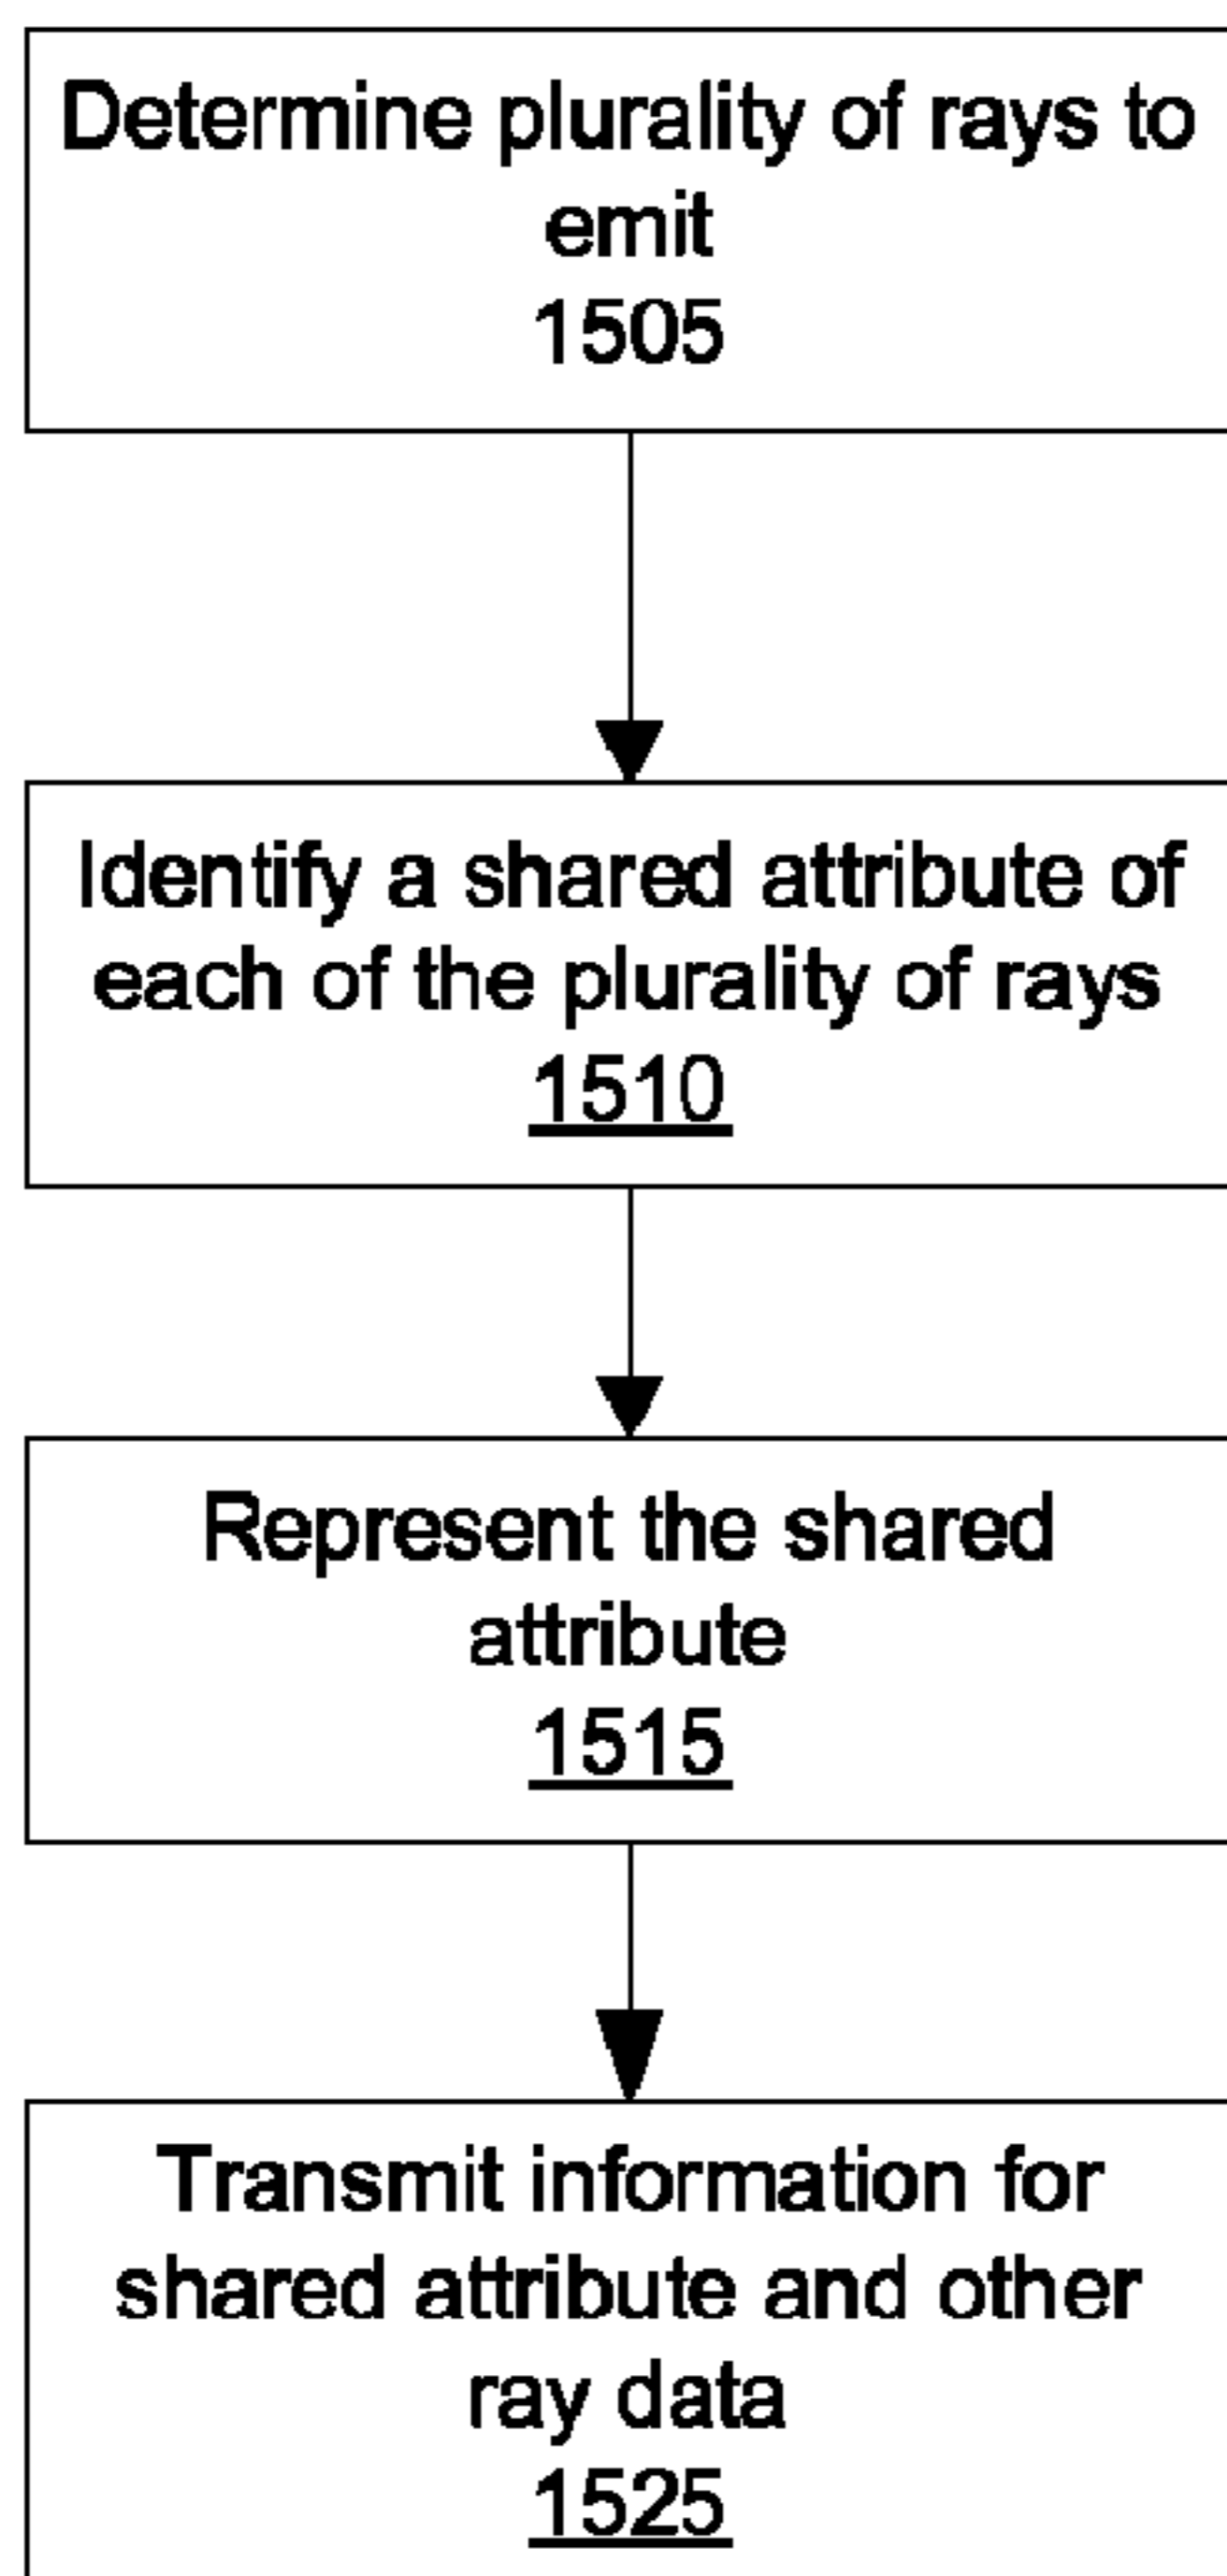 Determine plurality of rays to
emit
1505
Identify a shared attribute of
each of the plurality of rays
1510
Represent the shared
attribute
1515
Transmit information for
shared attribute and other
ray data
1525